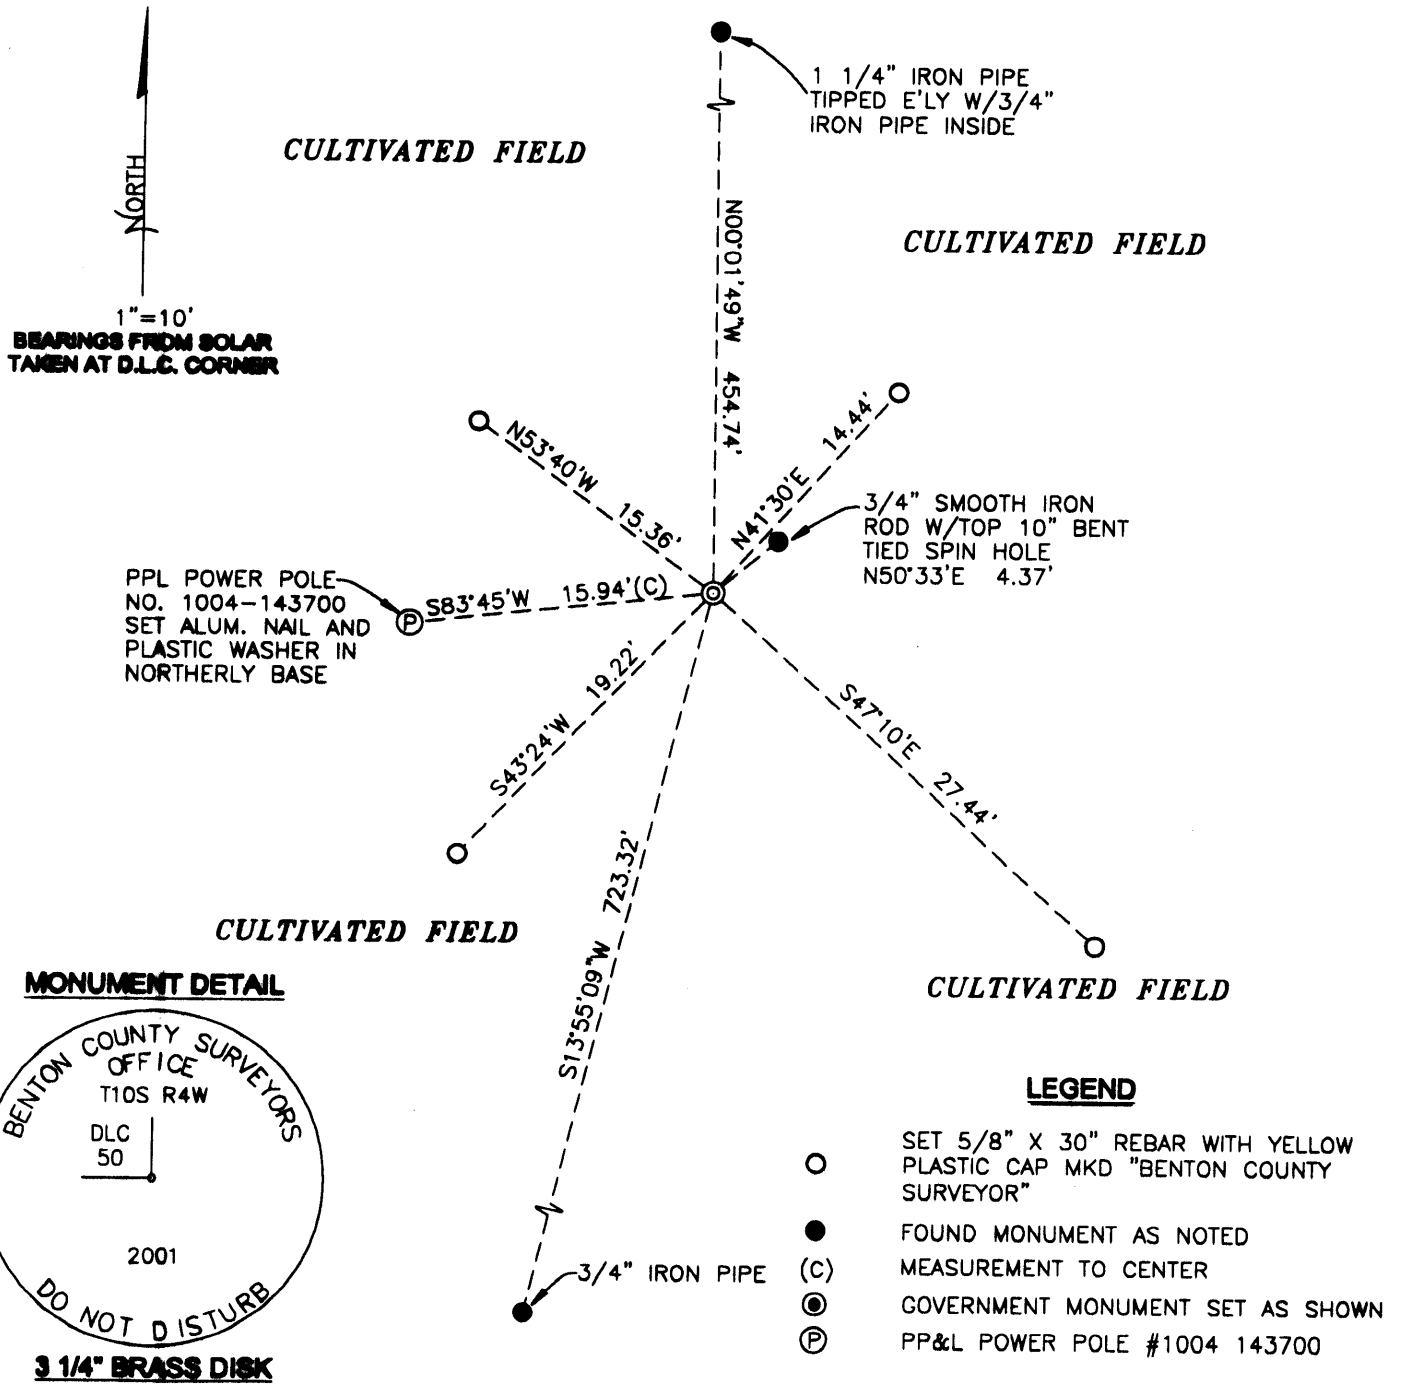 1 1/4" IRON PIPE
TIPPED E'LY W/3/4"
IRON PIPE INSIDE
CULTIVATED FIELD
NORTH
CULTIVATED FIELD
N00°01'49"W 454.74'
1"=10'
BEARINGS FROM SOLAR
TAKEN AT D.L.C. CORNER
N53°40'W 15.36'
N41°30'E 14.44'
3/4" SMOOTH IRON
ROD W/TOP 10" BENT
TIED SPIN HOLE
N50°33'E 4.37'
PPL POWER POLE
NO. 1004-143700
SET ALUM. NAIL AND
PLASTIC WASHER IN
NORTHERLY BASE
P
S83°45'W 15.94'(C)
S43°24'W 19.22'
S47°10'E 27.44'
S13°55'09"W 723.32'
CULTIVATED FIELD
CULTIVATED FIELD
MONUMENT DETAIL
BENTON COUNTY SURVEYORS
OFFICE
T10S R4W
DLC
50
2001
DO NOT DISTURB
3 1/4" BRASS DISK
3/4" IRON PIPE
LEGEND
SET 5/8" X 30" REBAR WITH YELLOW
PLASTIC CAP MKD "BENTON COUNTY
SURVEYOR"
FOUND MONUMENT AS NOTED
(C) MEASUREMENT TO CENTER
GOVERNMENT MONUMENT SET AS SHOWN
P PP&L POWER POLE #1004 143700